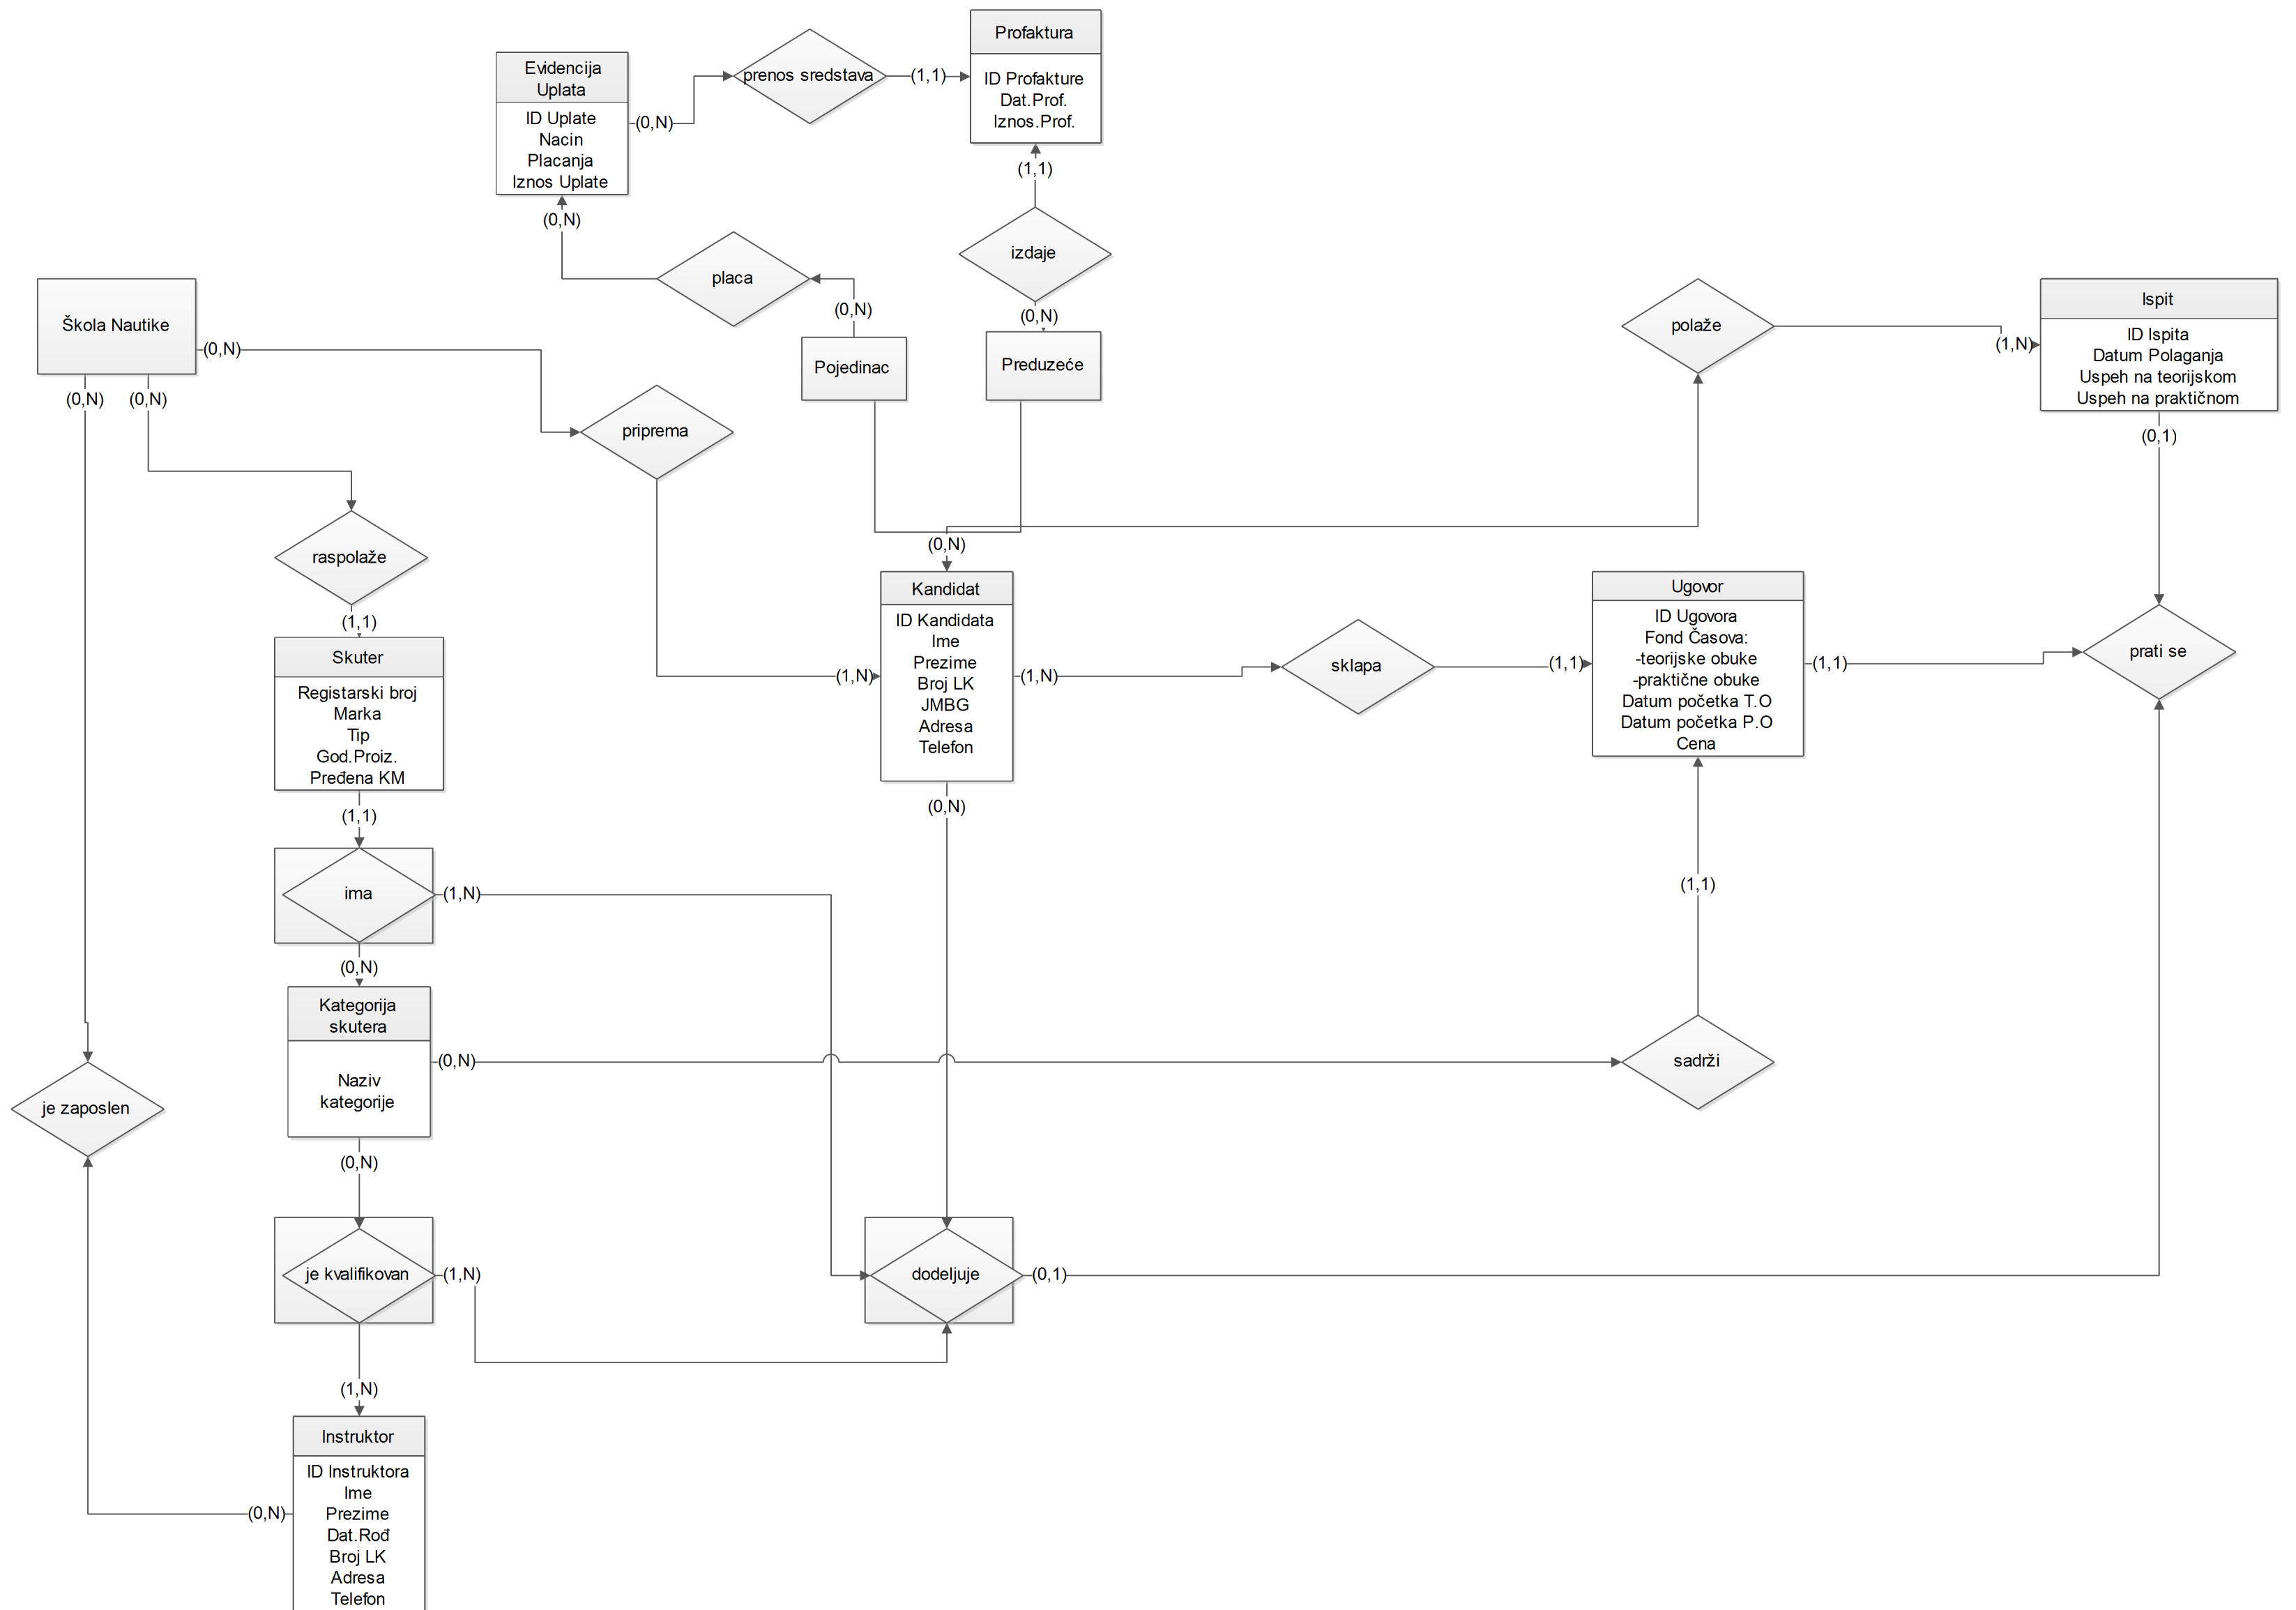 Profaktura
ID Profakture
Dat.Prof.
Iznos.Prof.
Evidencija
Uplata
ID Uplate
Nacin
Placanja
Iznos Uplate
(0,N)
prenos sredstava
(1,1)
(1,1)
(0,N)
placa
(0,N)
izdaje
(0,N)
Pojedinac
Preduzeće
Škola Nautike
(0,N)
(0,N)
(0,N)
priprema
polaže
(1,N)
Ispit
ID Ispita
Datum Polaganja
Uspeh na teorijskom
Uspeh na praktičnom
(0,1)
raspolaže
(1,1)
(0,N)
Kandidat
ID Kandidata
Ime
Prezime
Broj LK
JMBG
Adresa
Telefon
(1,N)
(1,N)
sklapa
(1,1)
Ugovor
ID Ugovora
Fond Časova:
-teorijske obuke
-praktične obuke
Datum početka T.O
Datum početka P.O
Cena
(1,1)
prati se
Skuter
Registarski broj
Marka
Tip
God.Proiz.
Pređena KM
(1,1)
(0,N)
ima
(1,N)
(1,1)
(0,N)
Kategorija
skutera
Naziv
kategorije
(0,N)
sadrži
je zaposlen
(0,N)
je kvalifikovan
(1,N)
dodeljuje
(0,1)
(1,N)
Instruktor
ID Instruktora
Ime
Prezime
Dat.Rođ
Broj LK
Adresa
Telefon
(0,N)